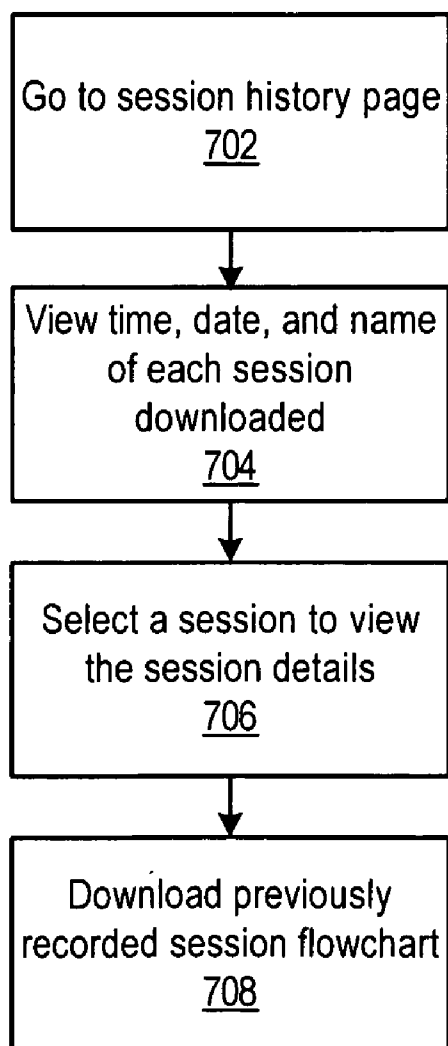 Go to session history page
702
View time, date, and name
of each session
downloaded
704
Select a session to view
the session details
706
Download previously
recorded session flowchart
708